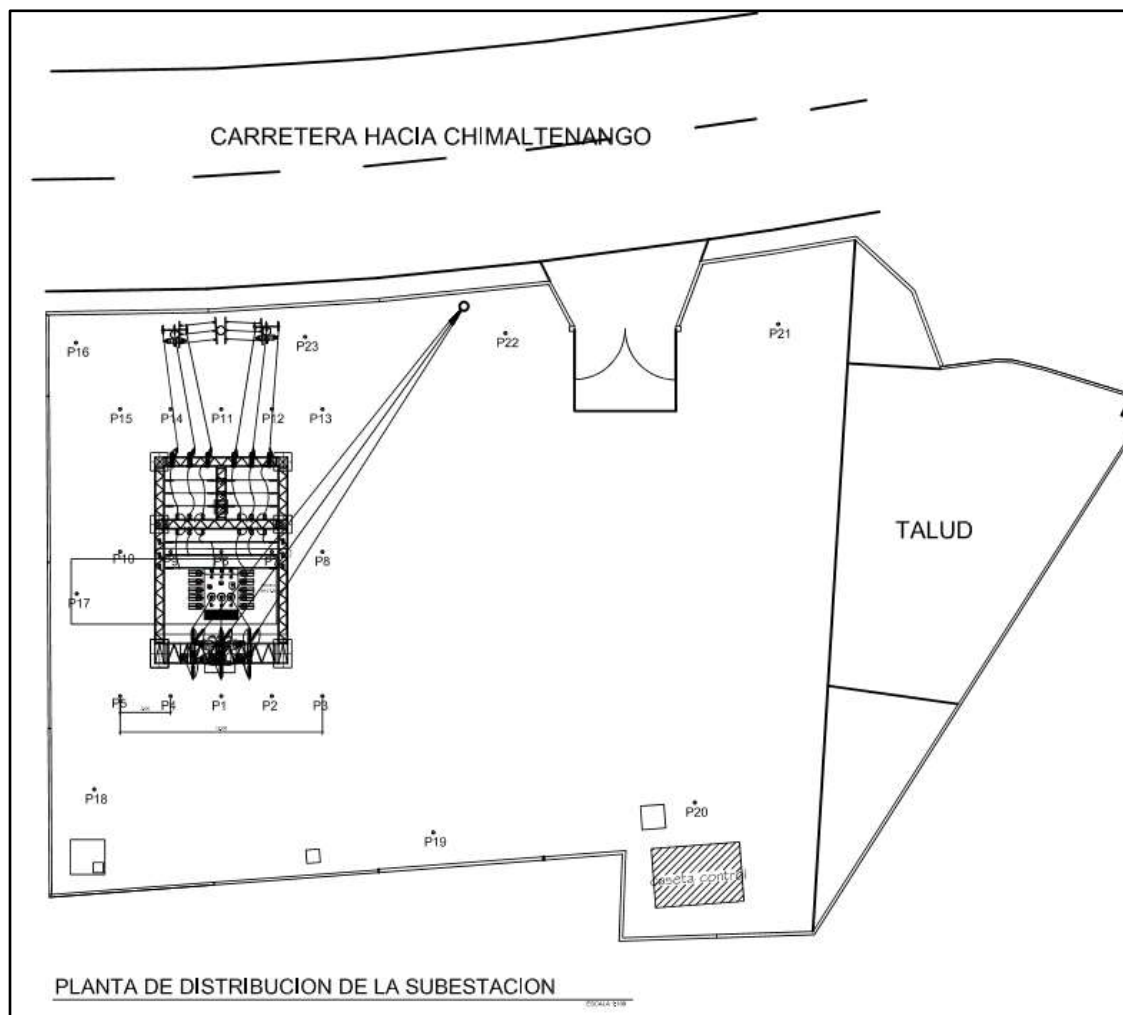 CARRETERA HACIA CHIMALTENANGO
P16
P23
P22
P21
P15
P14
P11
P12
P13
TALUD
P10
P8
P17
P5
P4
P1
P2
P3
P18
P20
P19
caseta control
PLANTA DE DISTRIBUCION DE LA SUBESTACION